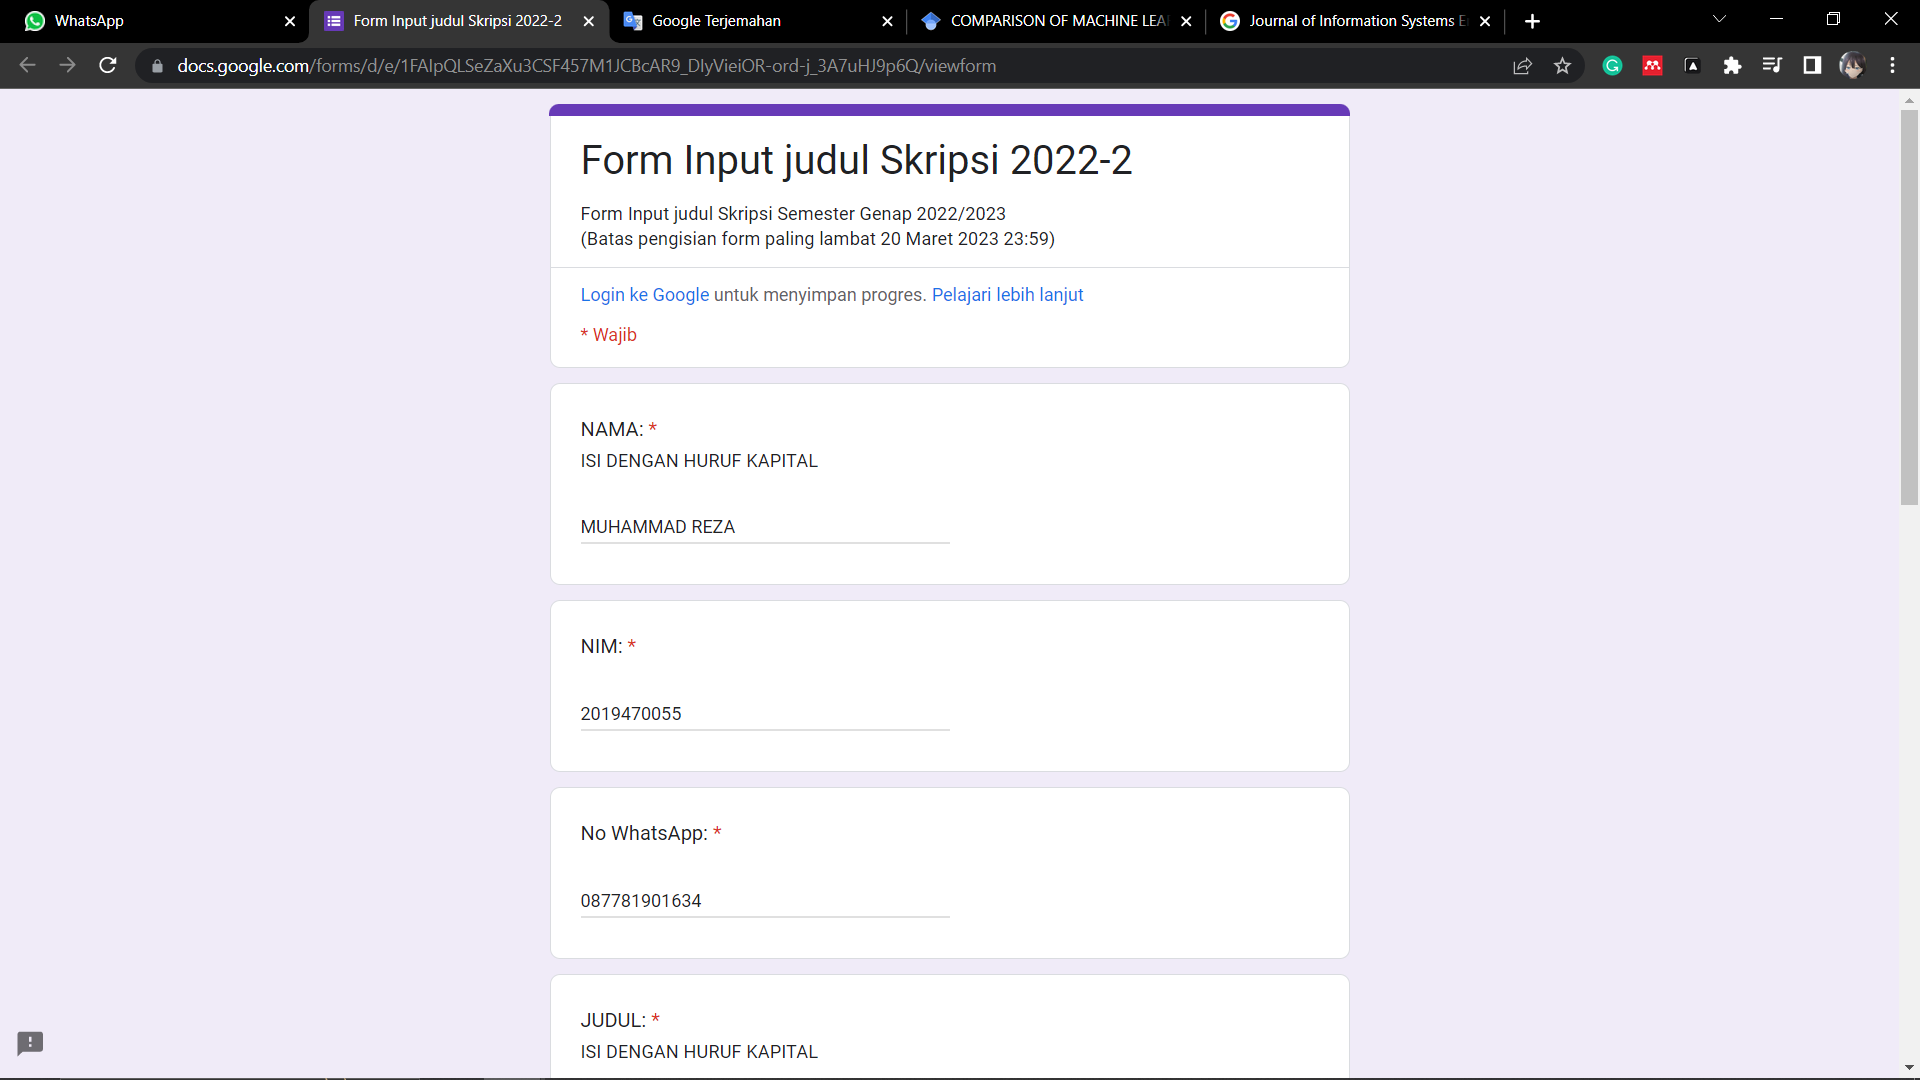 WhatsApp
Form Input judul Skripsi 2022-2
Google Terjemahan
COMPARISON OF MACHINE LEA
Journal of Information Systems E
docs.google.com/forms/d/e/1FAIpQLSeZaXu3CSF457M1JCBcAR9_DIyVieiOR-ord-j_3A7uHJ9p6Q/viewform
Form Input judul Skripsi 2022-2
Form Input judul Skripsi Semester Genap 2022/2023
(Batas pengisian form paling lambat 20 Maret 2023 23:59)
Login ke Google untuk menyimpan progres. Pelajari lebih lanjut
* Wajib
NAMA: *
ISI DENGAN HURUF KAPITAL
MUHAMMAD REZA
NIM: *
2019470055
No WhatsApp: *
087781901634
JUDUL: *
ISI DENGAN HURUF KAPITAL